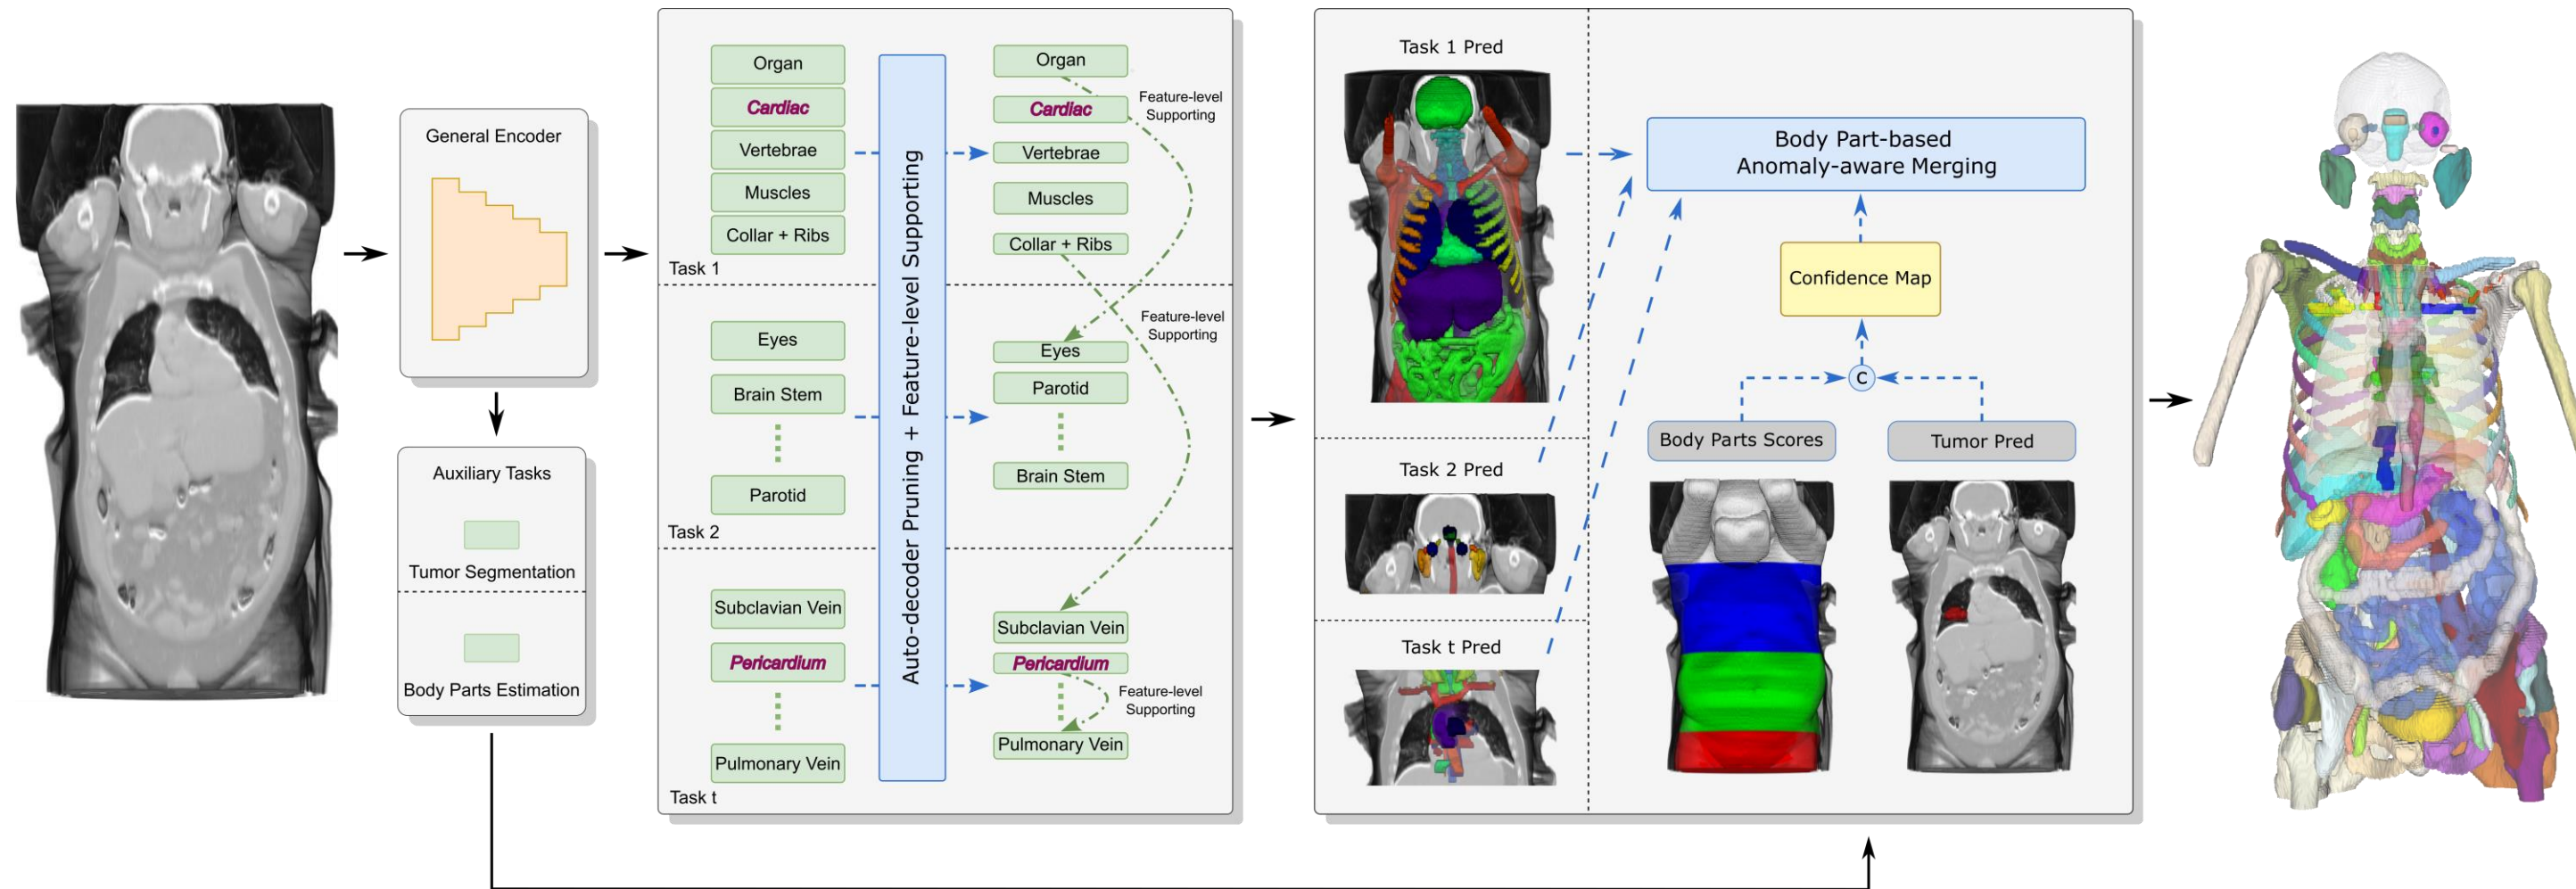 General Encoder
Auxiliary Tasks
Tumor Segmentation
Body Parts Estimation
Organ
Cardiac
Vertebrae
Muscles
Collar + Ribs
Task 1
Eyes
Brain Stem
Parotid
Task 2
Subclavian Vein
Pericardium
Pulmonary Vein
Task t
Auto-decoder Pruning + Feature-level Supporting
Organ
Cardiac
Vertebrae
Muscles
Collar + Ribs
Feature-level
Supporting
Eyes
Parotid
Brain Stem
Feature-level
Supporting
Subclavian Vein
Pericardium
Pulmonary Vein
Feature-level
Supporting
Task 1 Pred
Task 2 Pred
Task t Pred
Body Part-based
Anomaly-aware Merging
Confidence Map
C
Body Parts Scores
Tumor Pred